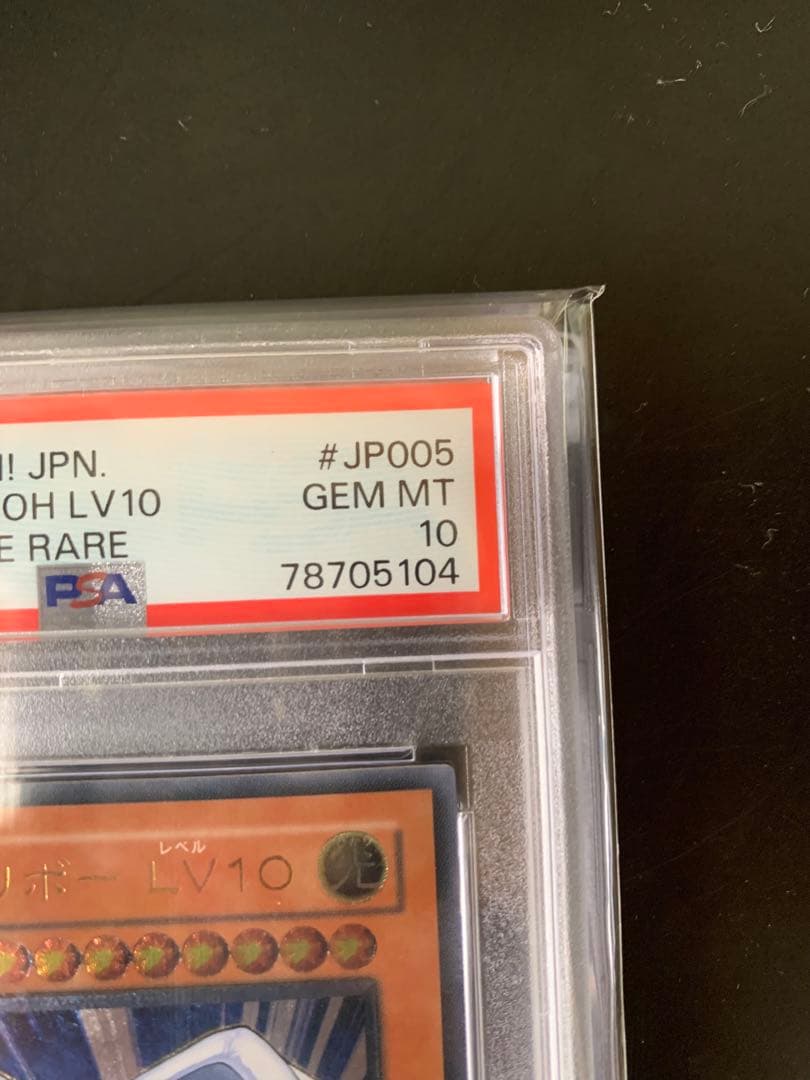 ! JPN.
#JP005
OH LV10
GEM MT
E RARE
10
PSA
78705104
レベル
リボー LV10
光